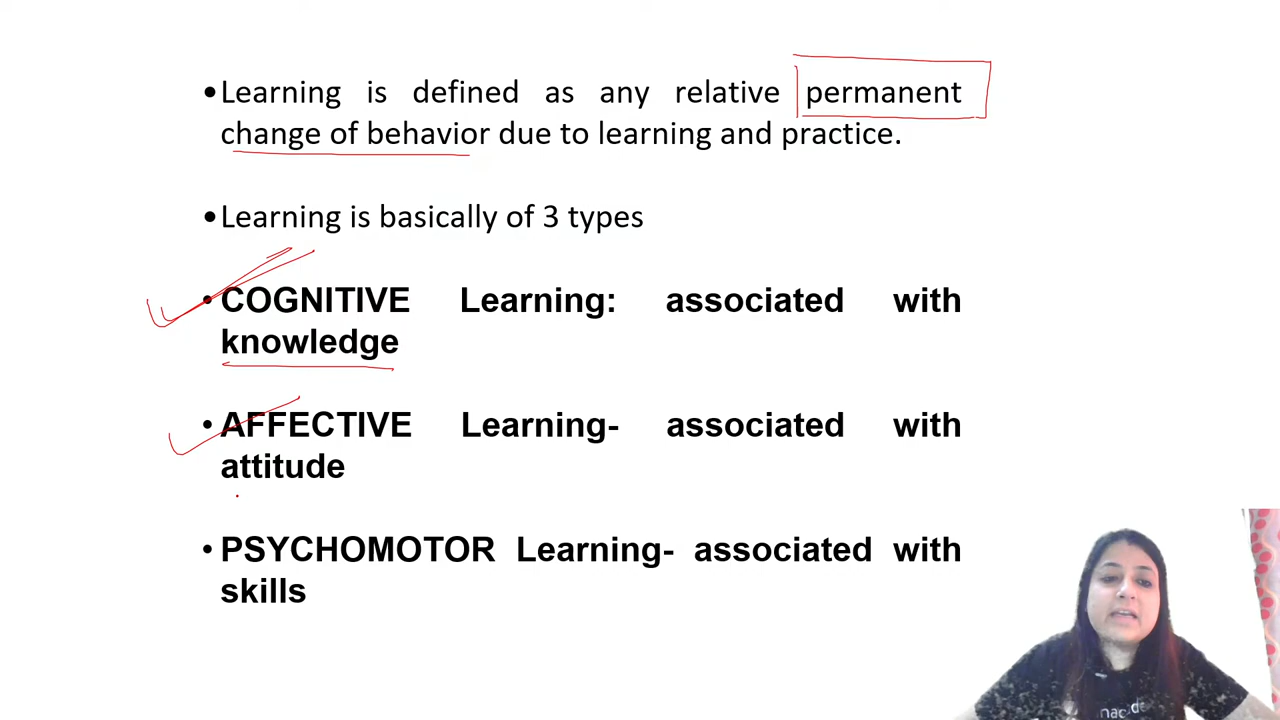 •Learning is defined as any relative permanent
change of behavior due to learning and practice.
•Learning is basically of 3 types
• COGNITIVE Learning: associated with
knowledge
• AFFECTIVE Learning- associated with
attitude
• PSYCHOMOTOR Learning- associated with
skills